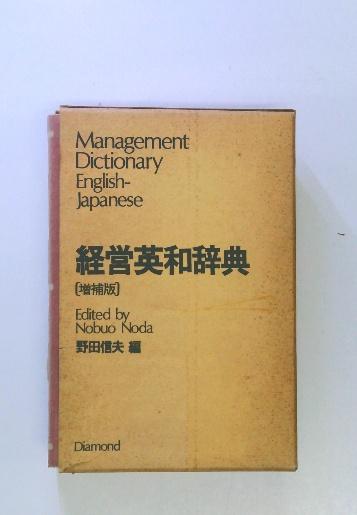 Management
Dictionary
English-
Japanese
経営英和辞典
〔増補版〕
Edited by
Nobuo Noda
野田信夫 編
Diamond